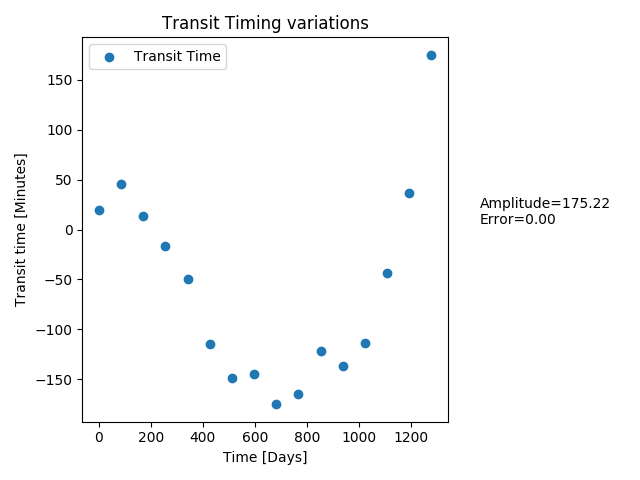 Transit Timing variations
Transit Time
150
100
50
0
−50
−100
−150
Transit time [Minutes]
0 200 400 600 800 1000 1200
Time [Days]
Amplitude=175.22
Error=0.00